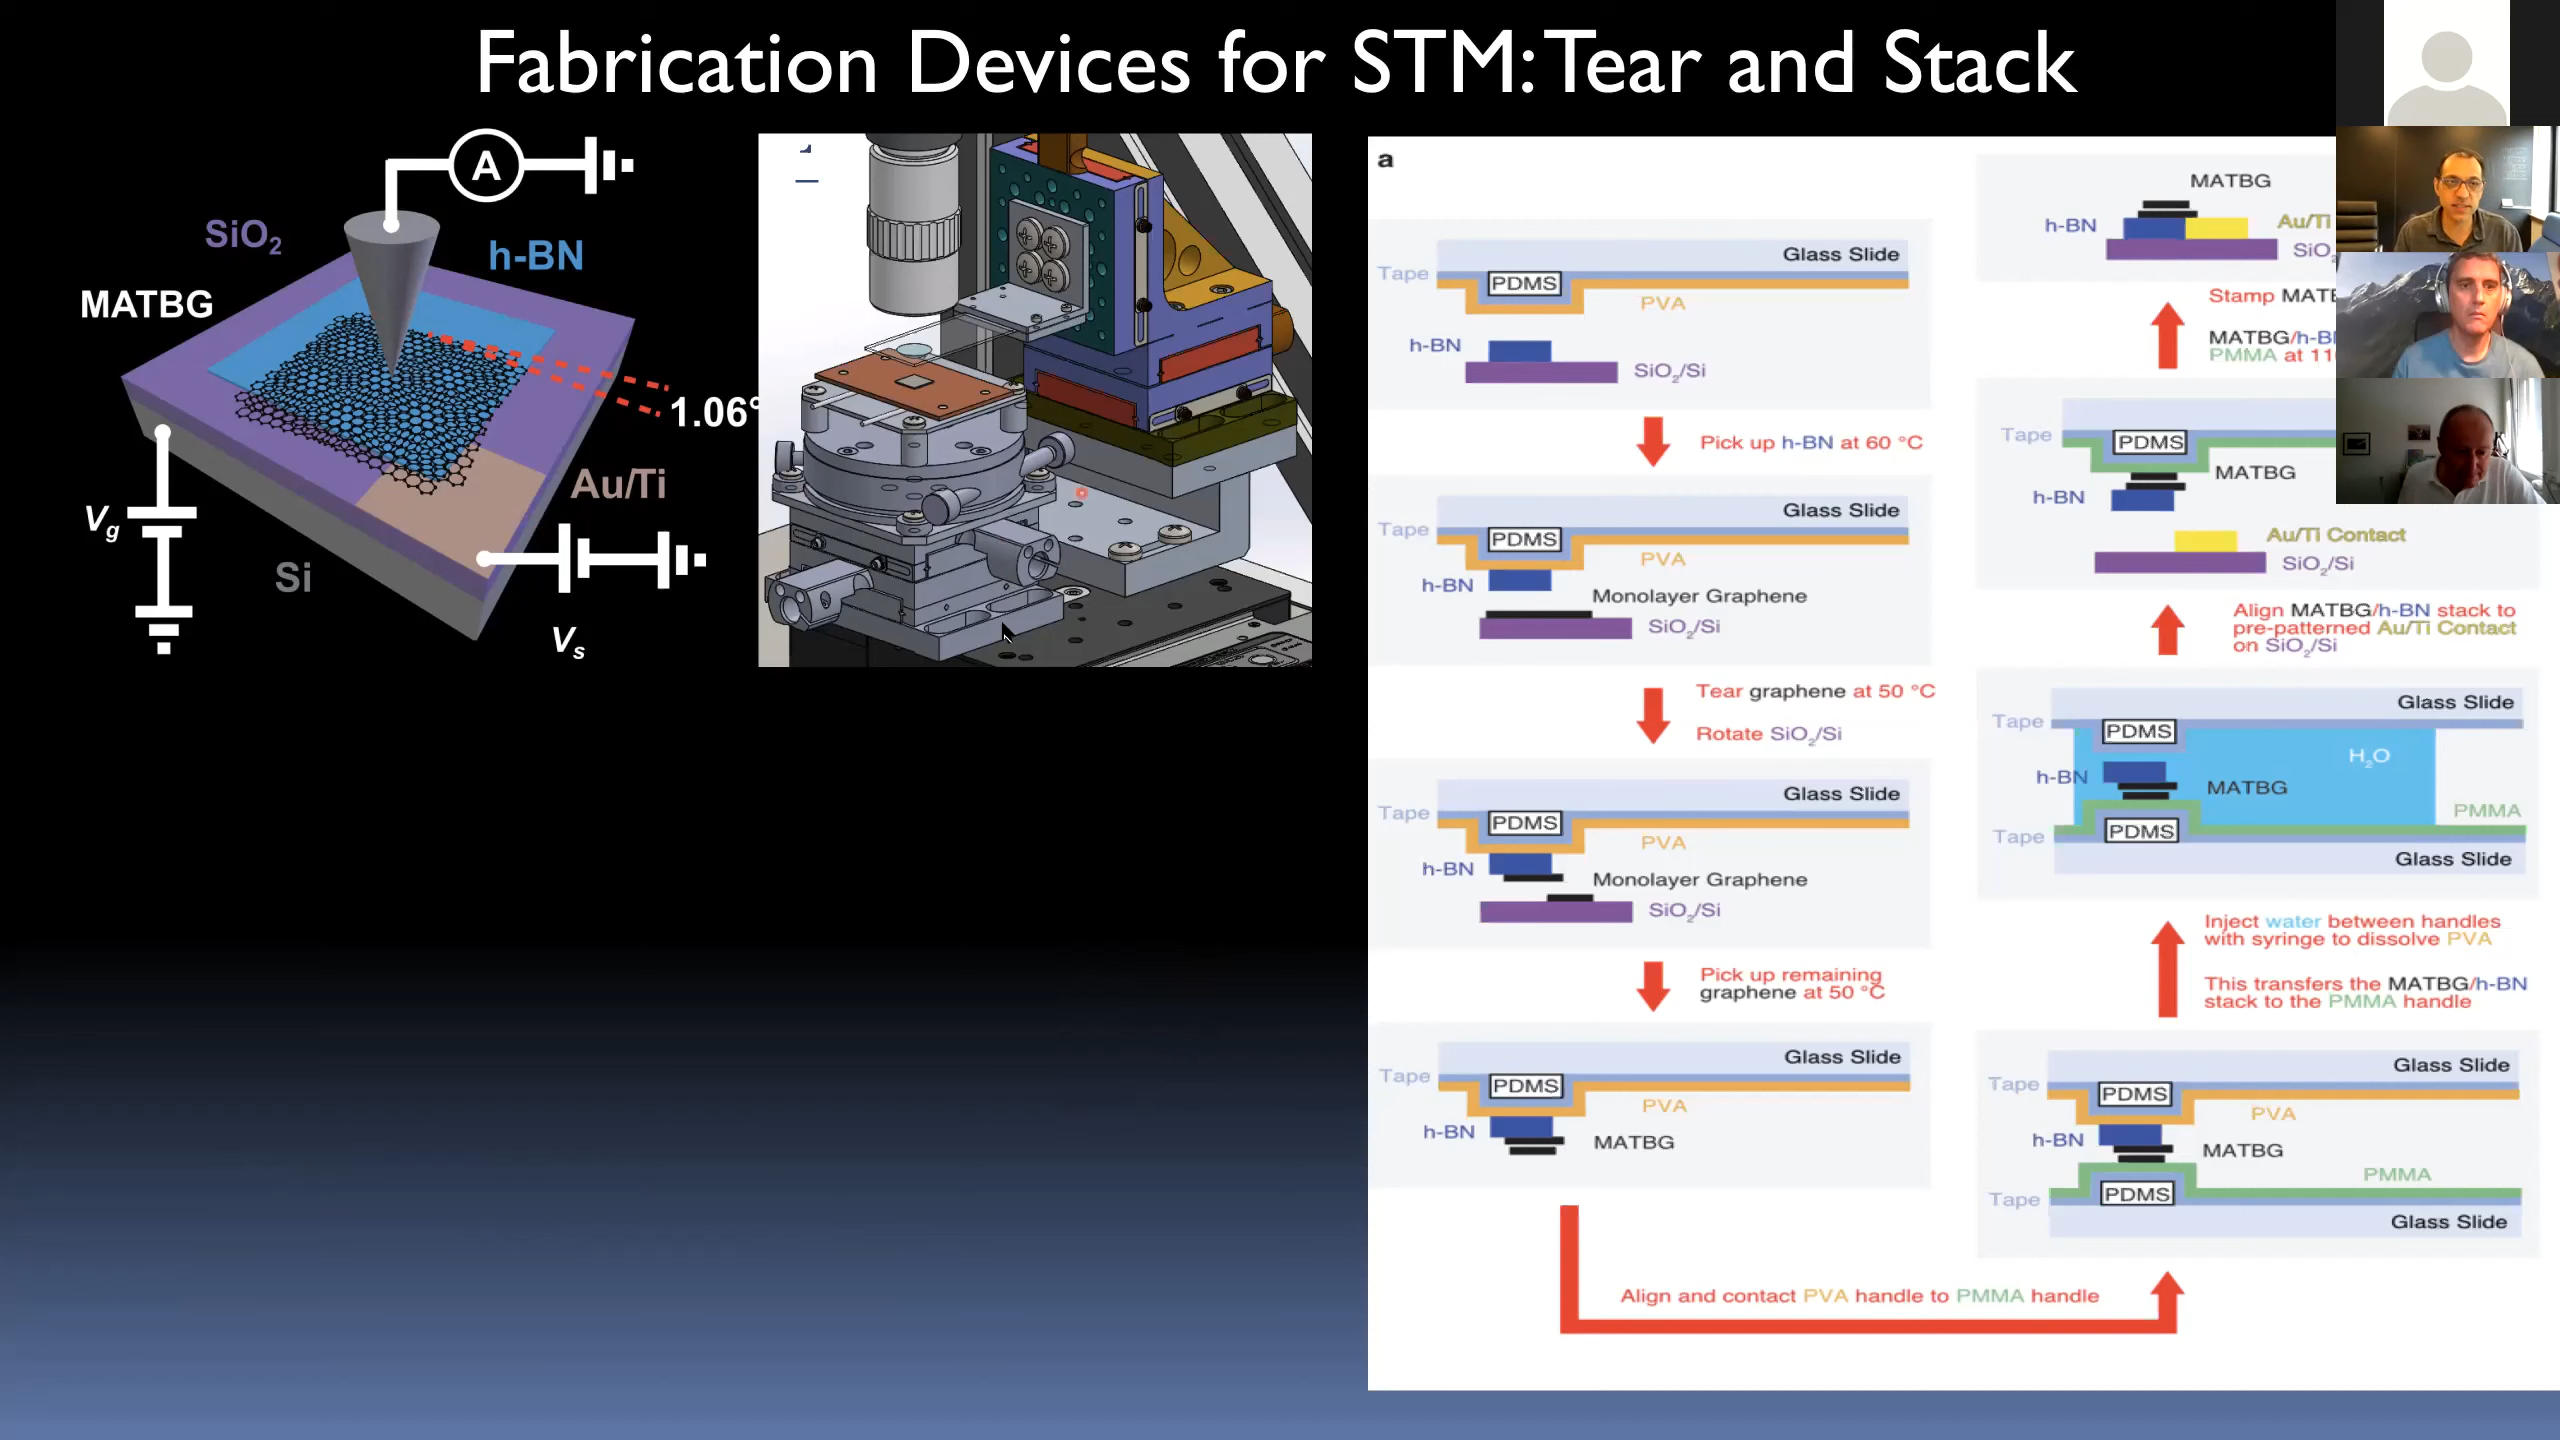 Fabrication Devices for STM: Tear and Stack
A
SiO2
h-BN
MATBG
1.06°
Au/Ti
Vg
Si
Vs
a
Glass Slide
Tape
PDMS
PVA
h-BN
SiO2/Si
Pick up h-BN at 60 °C
Glass Slide
Tape
PDMS
PVA
h-BN
Monolayer Graphene
SiO2/Si
Tear graphene at 50 °C
Rotate SiO2/Si
Glass Slide
Tape
PDMS
PVA
h-BN
Monolayer Graphene
SiO2/Si
Pick up remaining
graphene at 50 °C
Glass Slide
Tape
PDMS
PVA
h-BN
MATBG
Align and contact PVA handle to PMMA handle
Glass Slide
Tape
PDMS
PVA
h-BN
MATBG
PMMA
Tape
PDMS
Glass Slide
Inject water between handles
with syringe to dissolve PVA
This transfers the MATBG/h-BN
stack to the PMMA handle
Glass Slide
Tape
PDMS
H2O
h-BN
MATBG
PMMA
Tape
PDMS
Glass Slide
Align MATBG/h-BN stack to
pre-patterned Au/Ti Contact
on SiO2/Si
Tape
PDMS
MATBG
h-BN
Au/Ti Contact
SiO2/Si
Stamp
PMMA at
MATBG
h-BN
Au/Ti